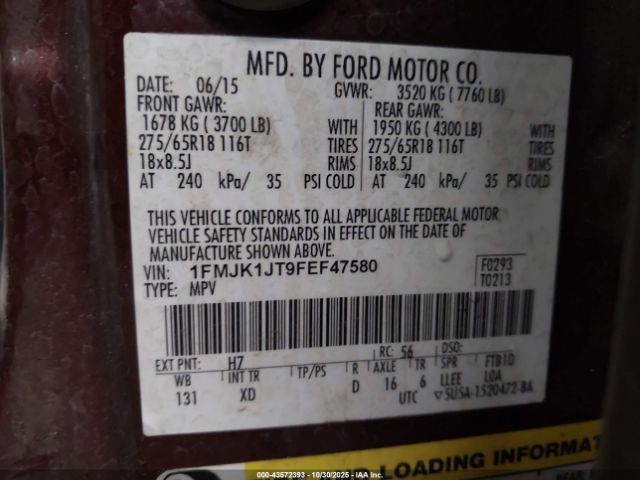 MFD. BY FORD MOTOR CO.
DATE: 06/15 GVWR: 3520 KG ( 7760 LB)
FRONT GAWR: REAR GAWR:
1678 KG ( 3700 LB) WITH 1950 KG ( 4300 LB) WITH
275/65R18 116T TIRES 275/65R18 116T TIRES
18x8.5J RIMS 18x8.5J RIMS
AT 240 kPa/ 35 PSI COLD AT 240 kPa/ 35 PSI COLD
THIS VEHICLE CONFORMS TO ALL APPLICABLE FEDERAL MOTOR
VEHICLE SAFETY STANDARDS IN EFFECT ON THE DATE OF
MANUFACTURE SHOWN ABOVE.
VIN: 1FMJK1JT9FEF47580 F0293
TYPE: MPV T0213
EXT PNT: H7 RC: 56 DSO:
WB INT TR TP/PS R AXLE TR SPR FTB1D
131 XD D 16 6 LLEE L0A
UTC ▽SUSA-1520472-BA
LOADING INFORMAT
000-43572393 - 10/30/2025 - www.iaai.com